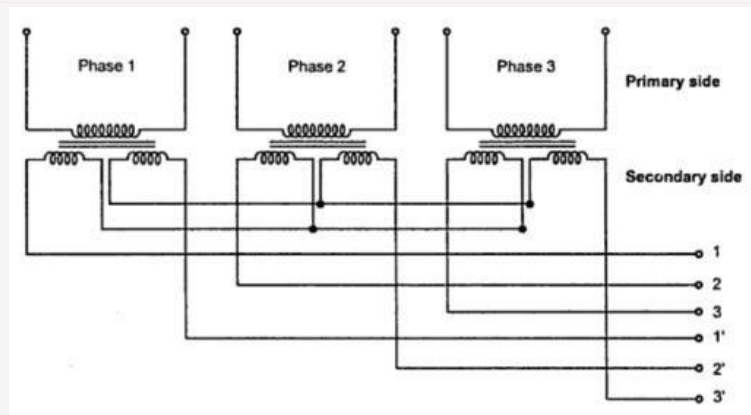 Phase 1
Phase 2
Phase 3
Primary side
Secondary side
1
2
3
1'
2'
3'